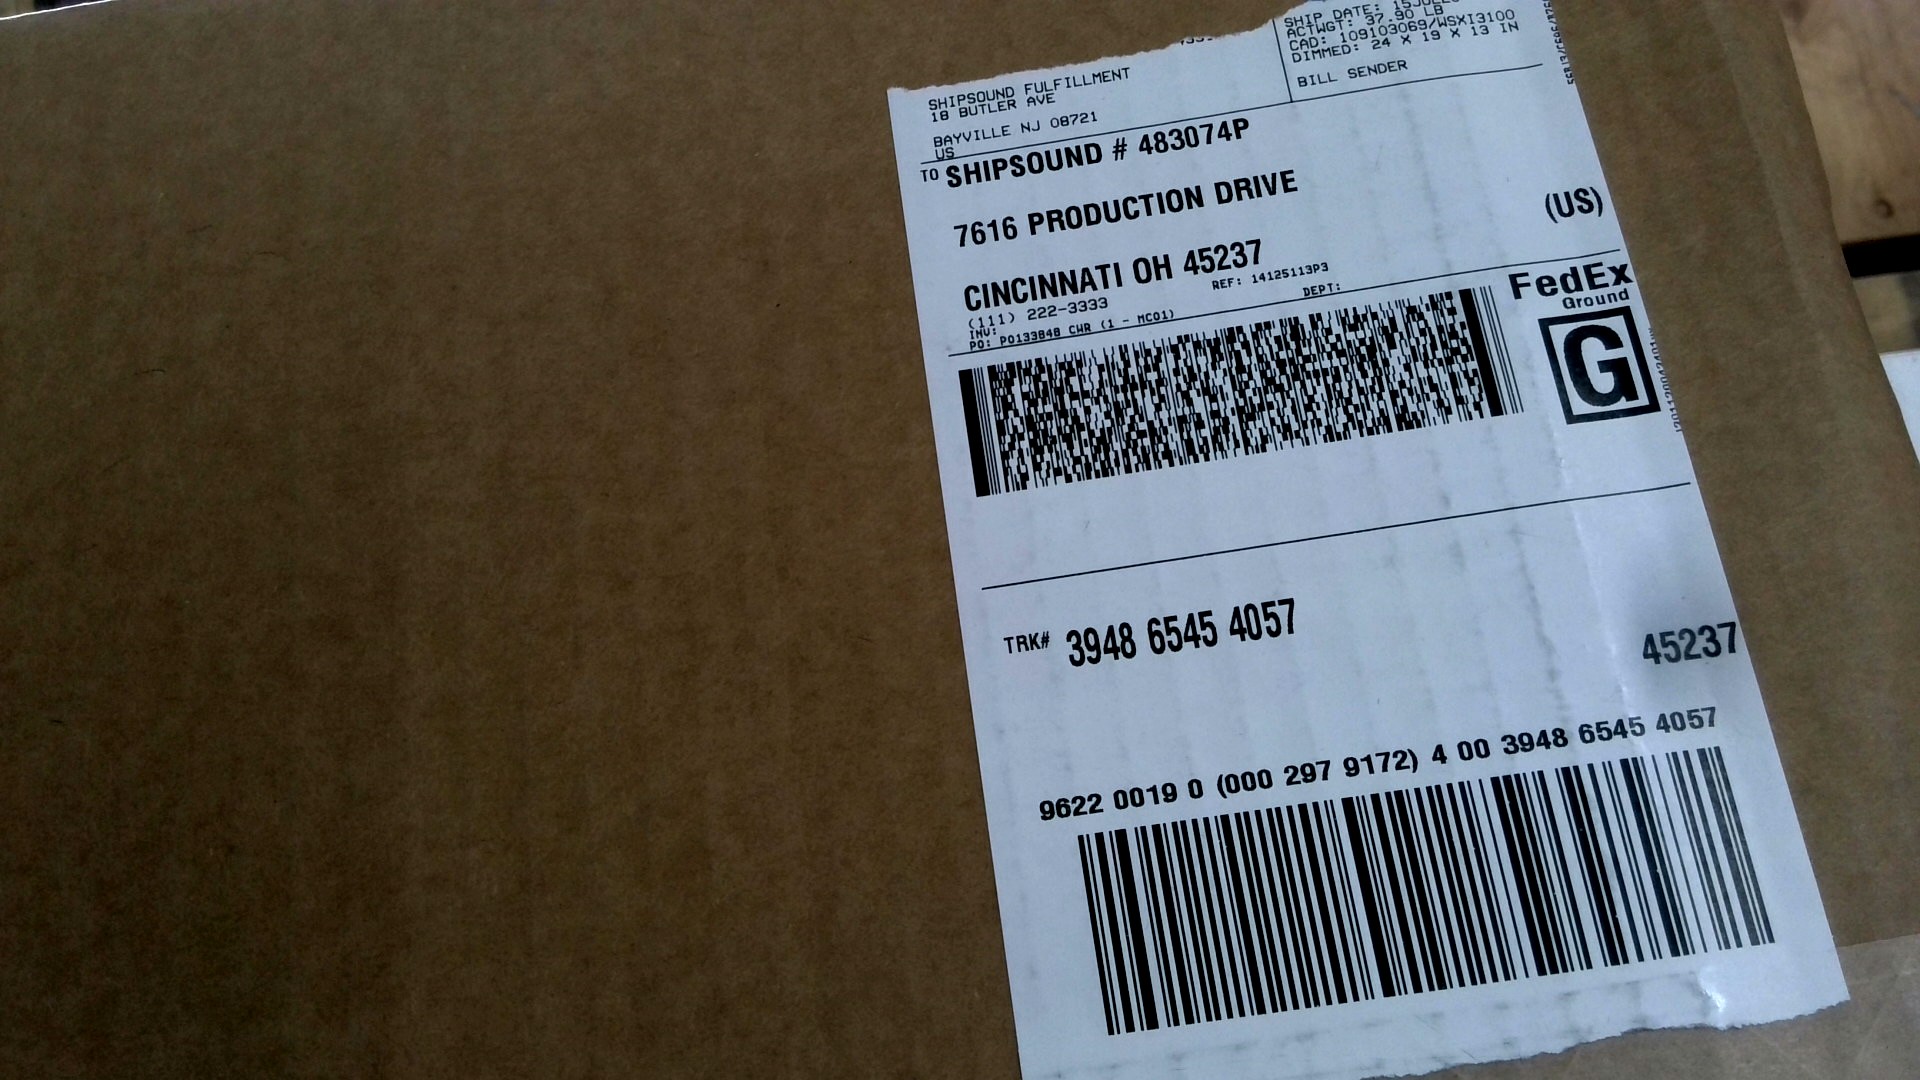 SHIP DATE:
ACTWGT: 37.90 LB
CAD: 109103069/WSXI3100
DIMMED: 24 X 19 X 13 IN
BILL SENDER
SHIPSOUND FULFILLMENT
18 BUTLER AVE
BAYVILLE NJ 08721
US
TO SHIPSOUND # 483074P
7616 PRODUCTION DRIVE
(US)
CINCINNATI OH 45237
(111) 222-3333
REF: 14125113P3
INV:
PO: PO133848 CWR (1 - MC01)
DEPT:
FedEx
Ground
G
TRK# 3948 6545 4057
45237
9622 0019 0 (000 297 9172) 4 00 3948 6545 4057